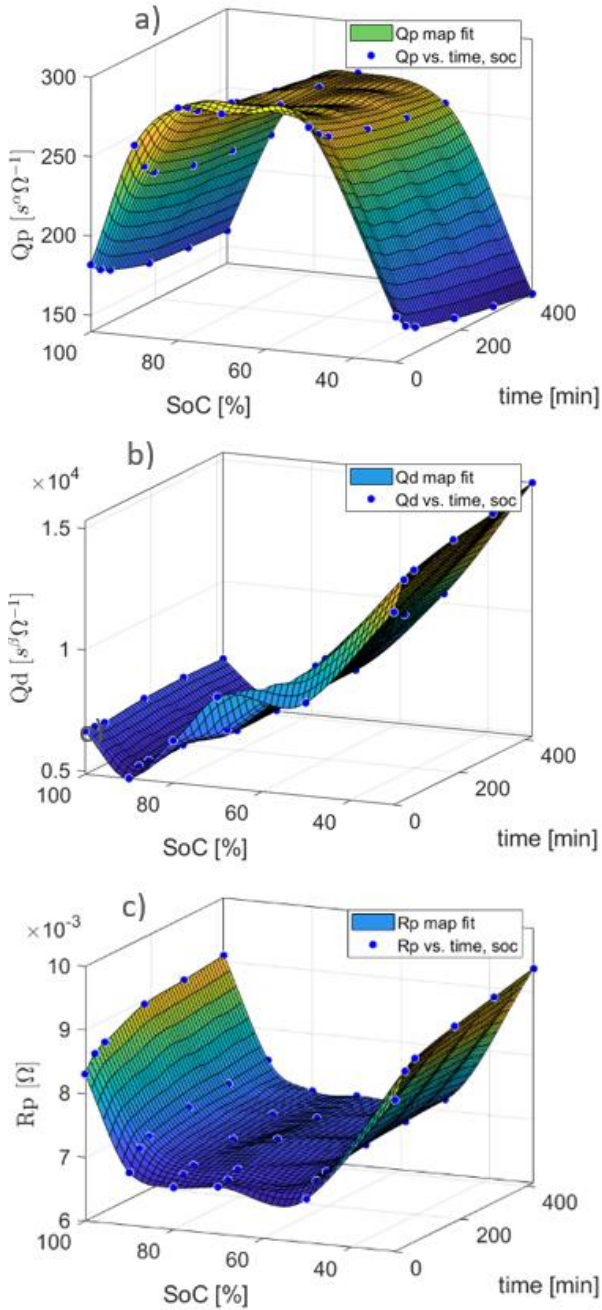 a)
Qp map fit
Qp vs. time, soc
300
250
200
150
Qp [s^α Ω^−1]
100
80
60
40
SoC [%]
0
200
400
time [min]
b)
×10^4
Qd map fit
Qd vs. time, soc
1.5
1
0.5
Qd [s^β Ω^−1]
100
80
60
40
SoC [%]
0
200
400
time [min]
c)
×10^-3
Rp map fit
Rp vs. time, soc
10
9
8
7
6
Rp [Ω]
100
80
60
40
SoC [%]
0
200
400
time [min]